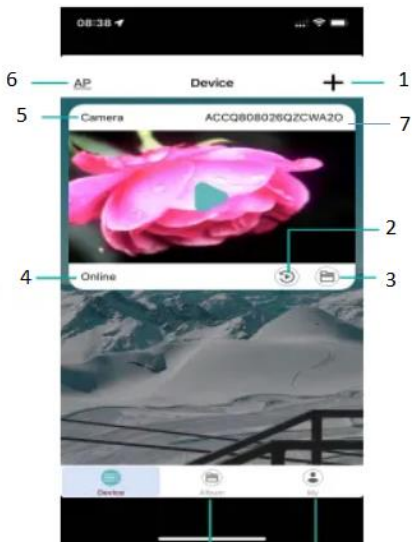 08:38
6 AP Device 1
5 Camera ACCQ808026QZCWA2O 7
2
4 Online 3
Device Album My